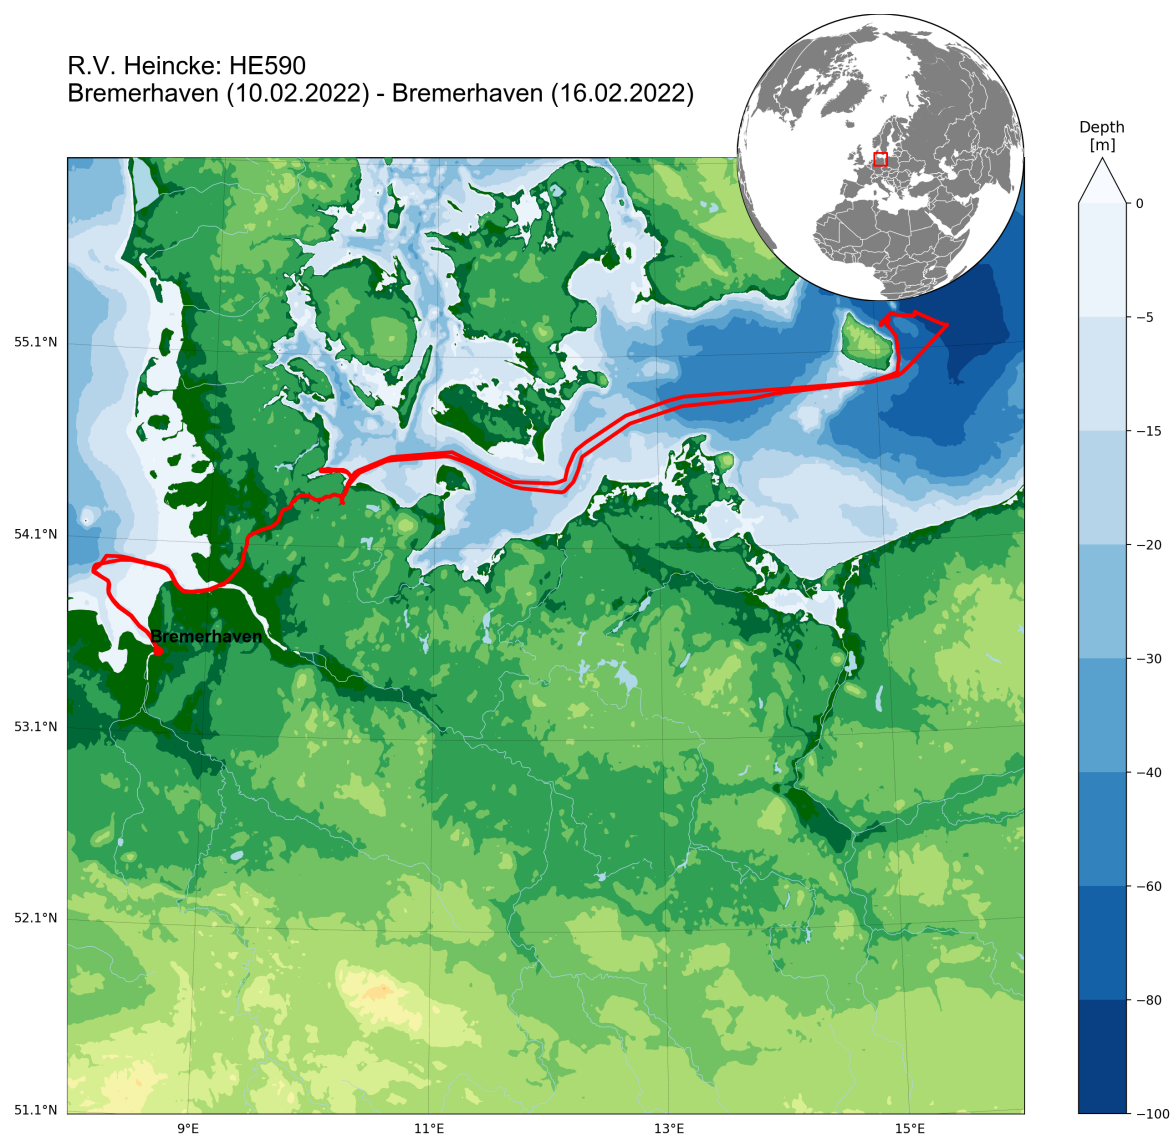 R.V. Heincke: HE590
Bremerhaven (10.02.2022) - Bremerhaven (16.02.2022)
Depth
[m]
0
−5
−15
−20
−30
−40
−60
−80
−100
55.1°N
54.1°N
53.1°N
52.1°N
51.1°N
Bremerhaven
9°E
11°E
13°E
15°E